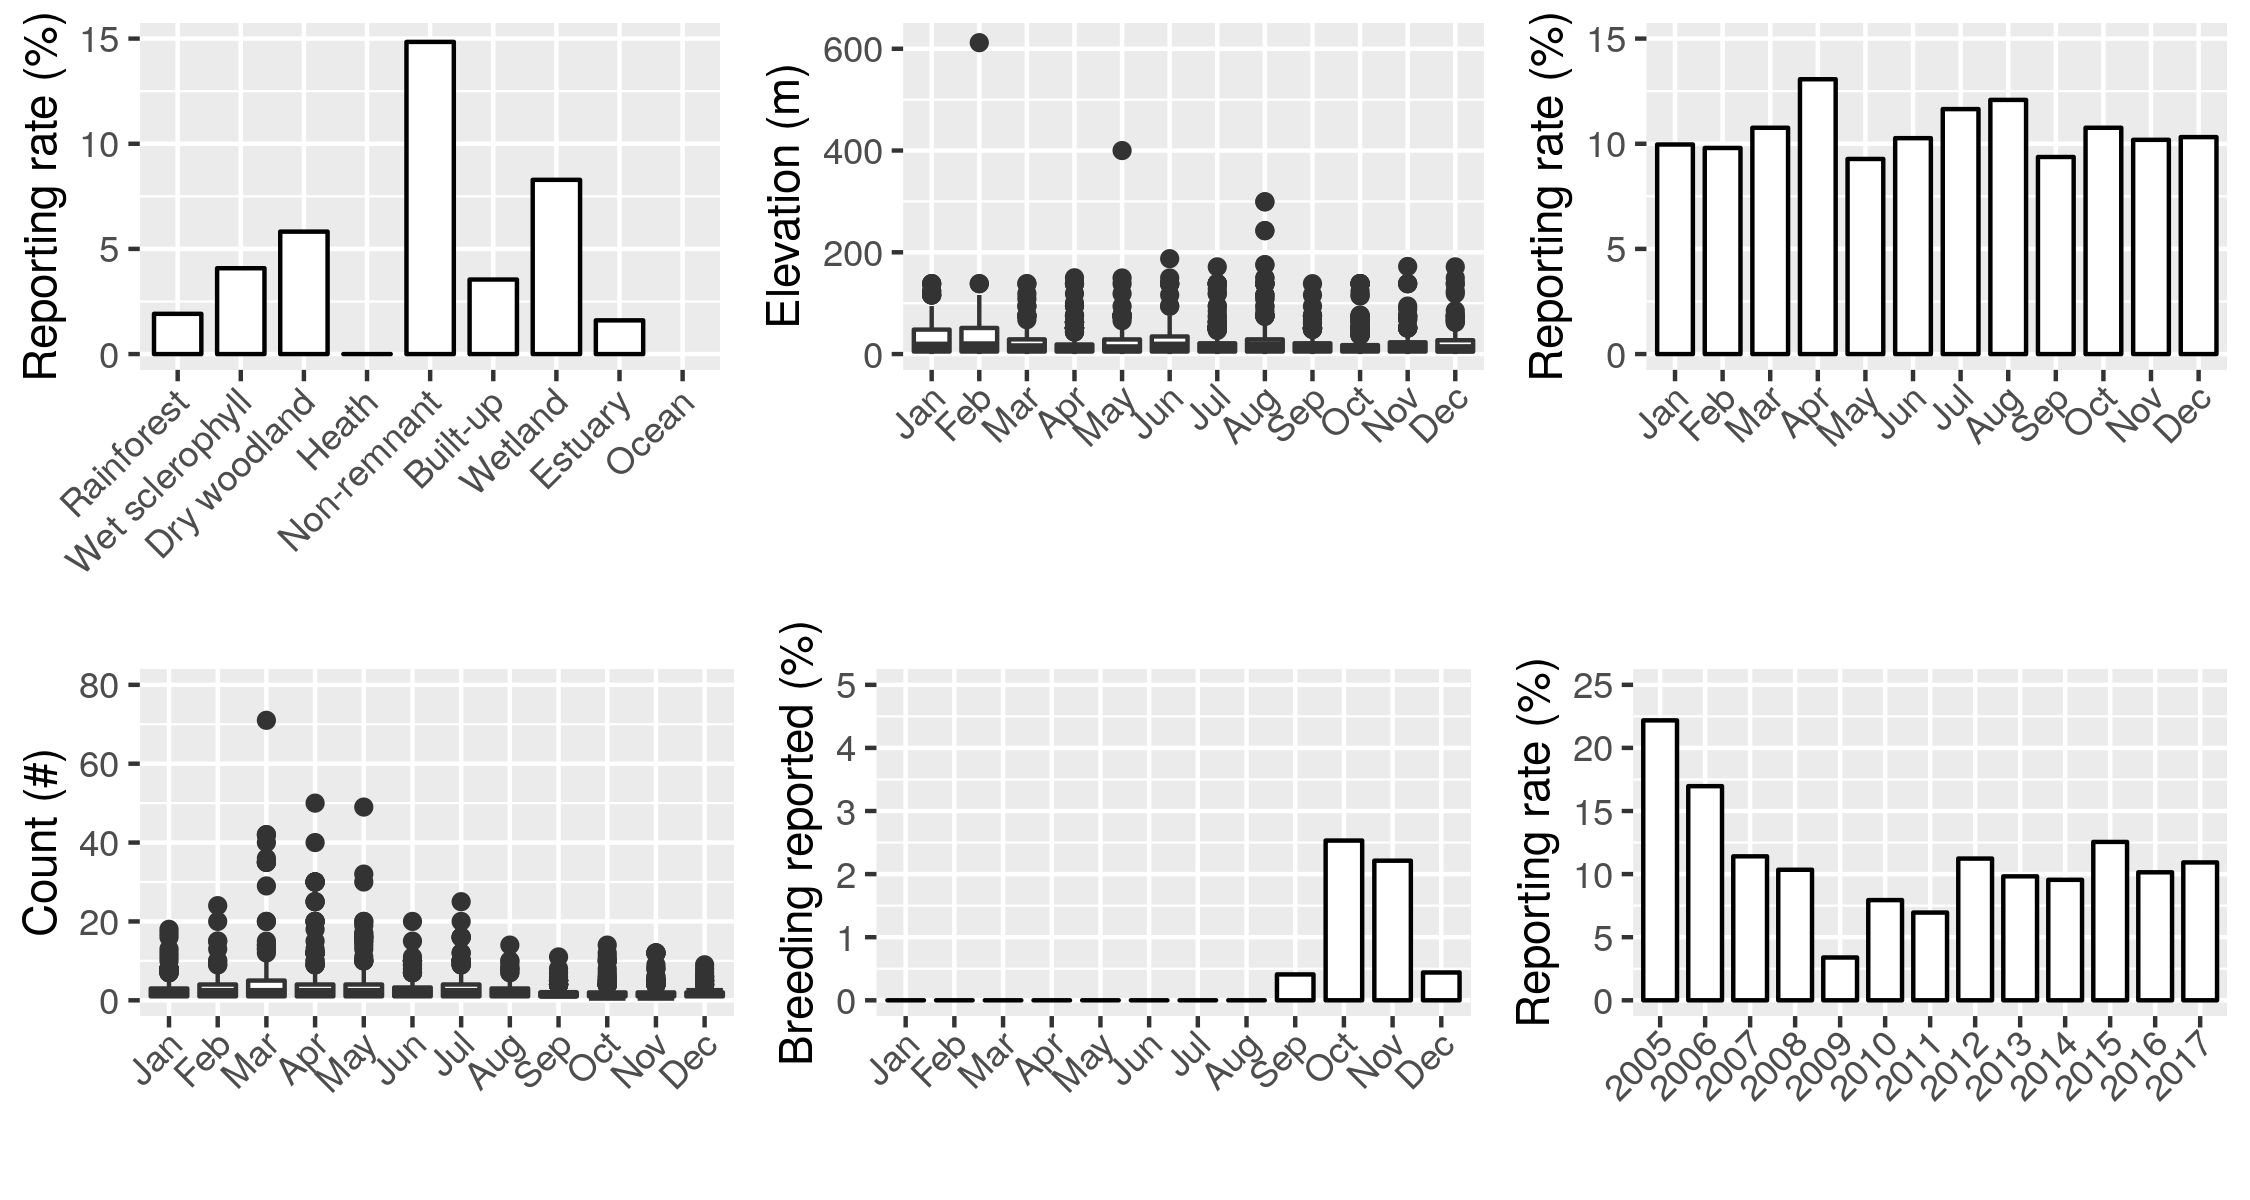 Reporting rate (%)
15
10
5
0
Rainforest
Wet sclerophyll
Dry woodland
Heath
Non-remnant
Built-up
Wetland
Estuary
Ocean
Elevation (m)
600
400
200
0
Jan
Feb
Mar
Apr
May
Jun
Jul
Aug
Sep
Oct
Nov
Dec
Reporting rate (%)
15
10
5
0
Jan
Feb
Mar
Apr
May
Jun
Jul
Aug
Sep
Oct
Nov
Dec
Count (#)
80
60
40
20
0
Jan
Feb
Mar
Apr
May
Jun
Jul
Aug
Sep
Oct
Nov
Dec
Breeding reported (%)
5
4
3
2
1
0
Jan
Feb
Mar
Apr
May
Jun
Jul
Aug
Sep
Oct
Nov
Dec
Reporting rate (%)
25
20
15
10
5
0
2005
2006
2007
2008
2009
2010
2011
2012
2013
2014
2015
2016
2017